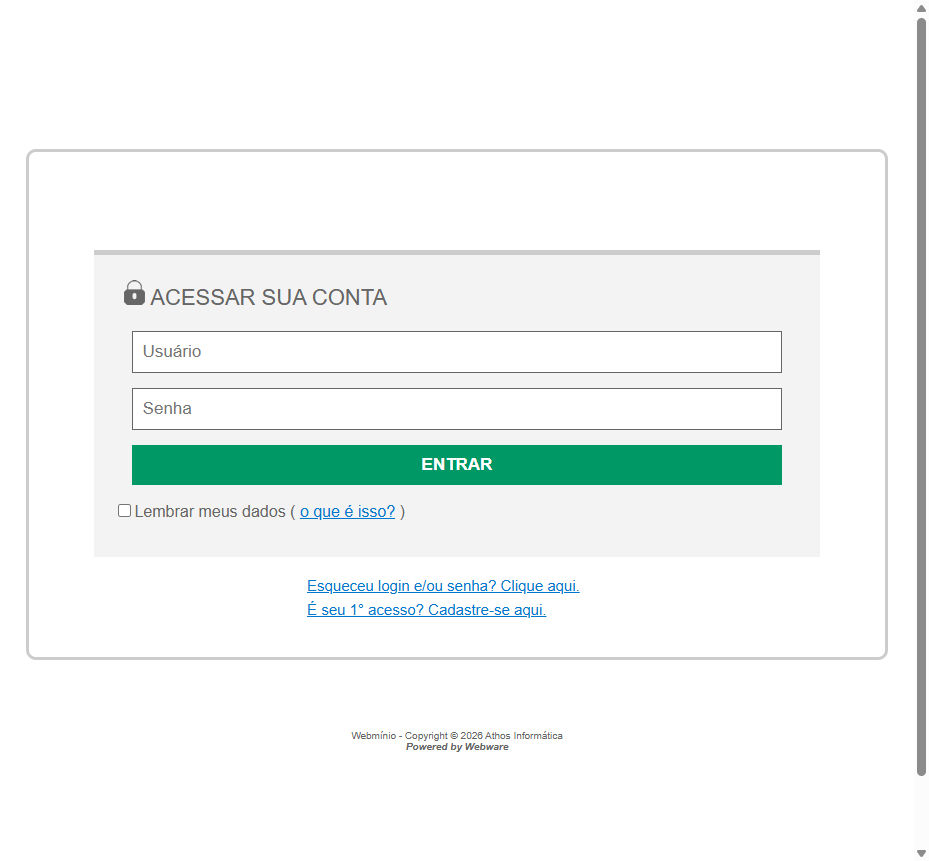 ACESSAR SUA CONTA
Usuário
Senha
ENTRAR
Lembrar meus dados ( o que é isso? )
Esqueceu login e/ou senha? Clique aqui.
É seu 1° acesso? Cadastre-se aqui.
Webmínio - Copyright © 2026 Athos Informática
Powered by Webware